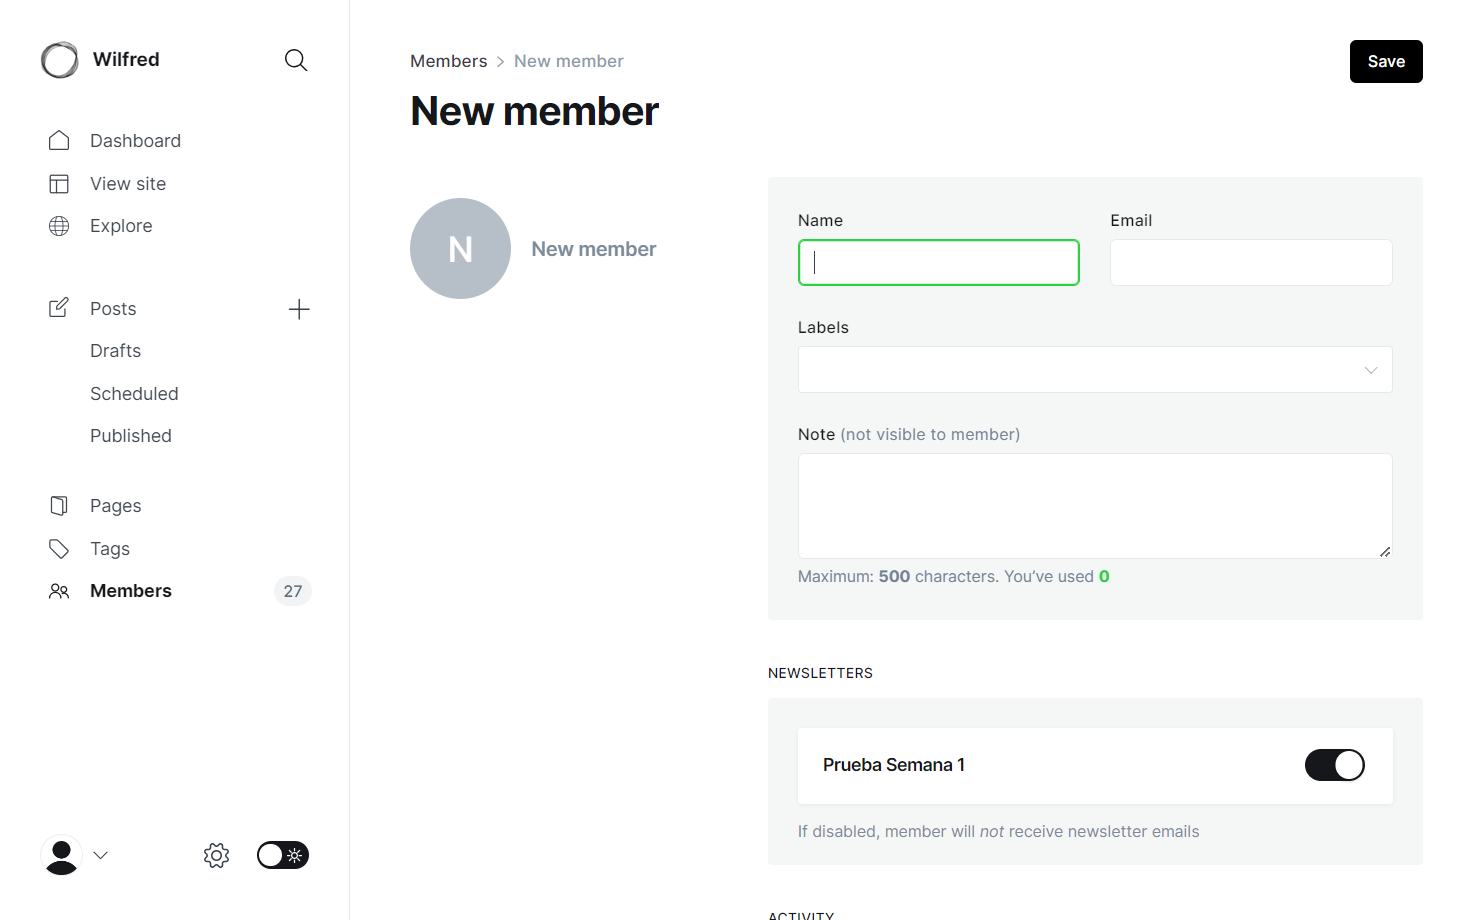 Wilfred
Dashboard
View site
Explore
Posts
Drafts
Scheduled
Published
Pages
Tags
Members
27
Members > New member
Save
New member
N
New member
Name
Email
Labels
Note (not visible to member)
Maximum: 500 characters. You’ve used 0
NEWSLETTERS
Prueba Semana 1
If disabled, member will not receive newsletter emails
ACTIVITY